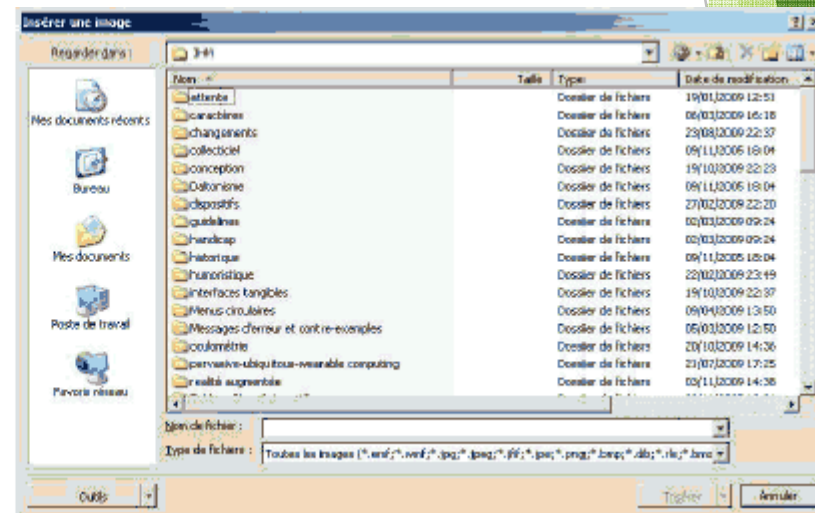 Insérer une image
Regarder dans :
Nom Taille Type Date de modification
attente Dossier de fichiers 19/01/2009 12:51
caractères Dossier de fichiers 06/03/2009 16:18
changements Dossier de fichiers 23/08/2009 22:37
collecticiel Dossier de fichiers 09/11/2005 18:04
conception Dossier de fichiers 19/10/2009 22:23
Daltonisme Dossier de fichiers 09/11/2005 18:04
dispositifs Dossier de fichiers 27/02/2009 22:20
guidelines Dossier de fichiers 02/03/2009 09:24
handicap Dossier de fichiers 02/03/2009 09:24
historique Dossier de fichiers 09/11/2005 18:04
humoristique Dossier de fichiers 22/02/2009 23:49
interfaces tangibles Dossier de fichiers 19/10/2009 22:37
Menus circulaires Dossier de fichiers 09/04/2009 13:50
Messages d'erreur et contre-exemples Dossier de fichiers 05/03/2009 12:50
oculométrie Dossier de fichiers 20/10/2009 14:36
pervasive-ubiquitous-wearable computing Dossier de fichiers 21/07/2009 17:25
realité augmentée Dossier de fichiers 03/11/2009 14:38
Mes documents récents
Bureau
Mes documents
Poste de travail
Favoris réseau
Nom de fichier :
Type de fichiers : Toutes les images (*.emf;*.wmf;*.jpg;*.jpeg;*.jfif;*.jpe;*.png;*.bmp;*.dib;*.rle;*.bmz
Outils Insérer Annuler